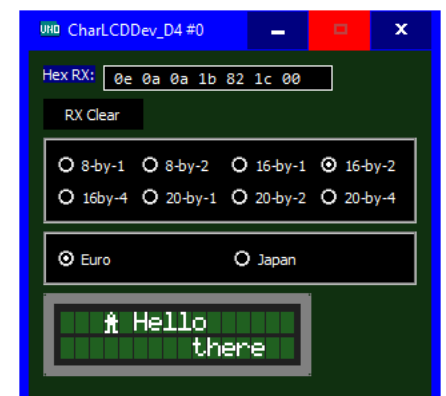 UNO CharLCDDev_D4 #0
Hex RX: 0e 0a 0a 1b 82 1c 00
RX Clear
8-by-1 8-by-2 16-by-1 16-by-2
16by-4 20-by-1 20-by-2 20-by-4
Euro Japan
Hello
there